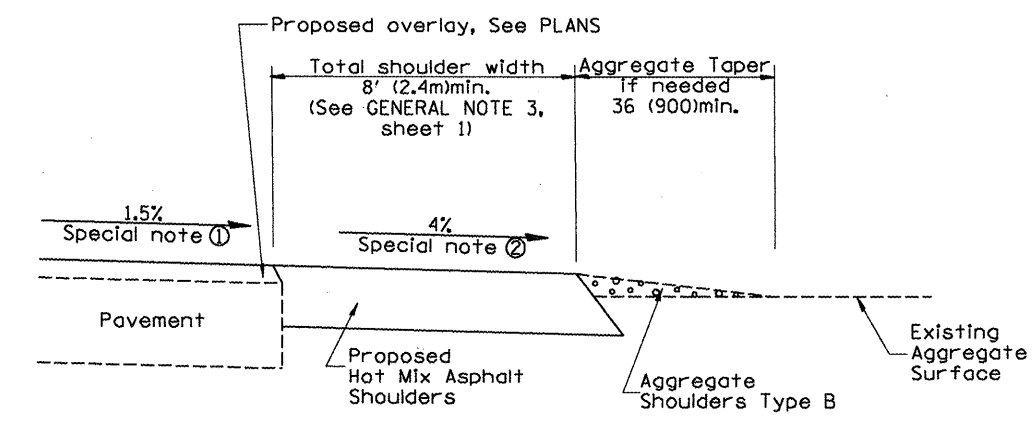 Proposed overlay, See PLANS
Total shoulder width
8' (2.4m)min.
(See GENERAL NOTE 3,
sheet 1)
Aggregate Taper
if needed
36 (900)min.
1.5%
Special note ①
4%
Special note ②
Pavement
Proposed
Hot Mix Asphalt
Shoulders
Aggregate
Shoulders Type B
Existing
Aggregate
Surface